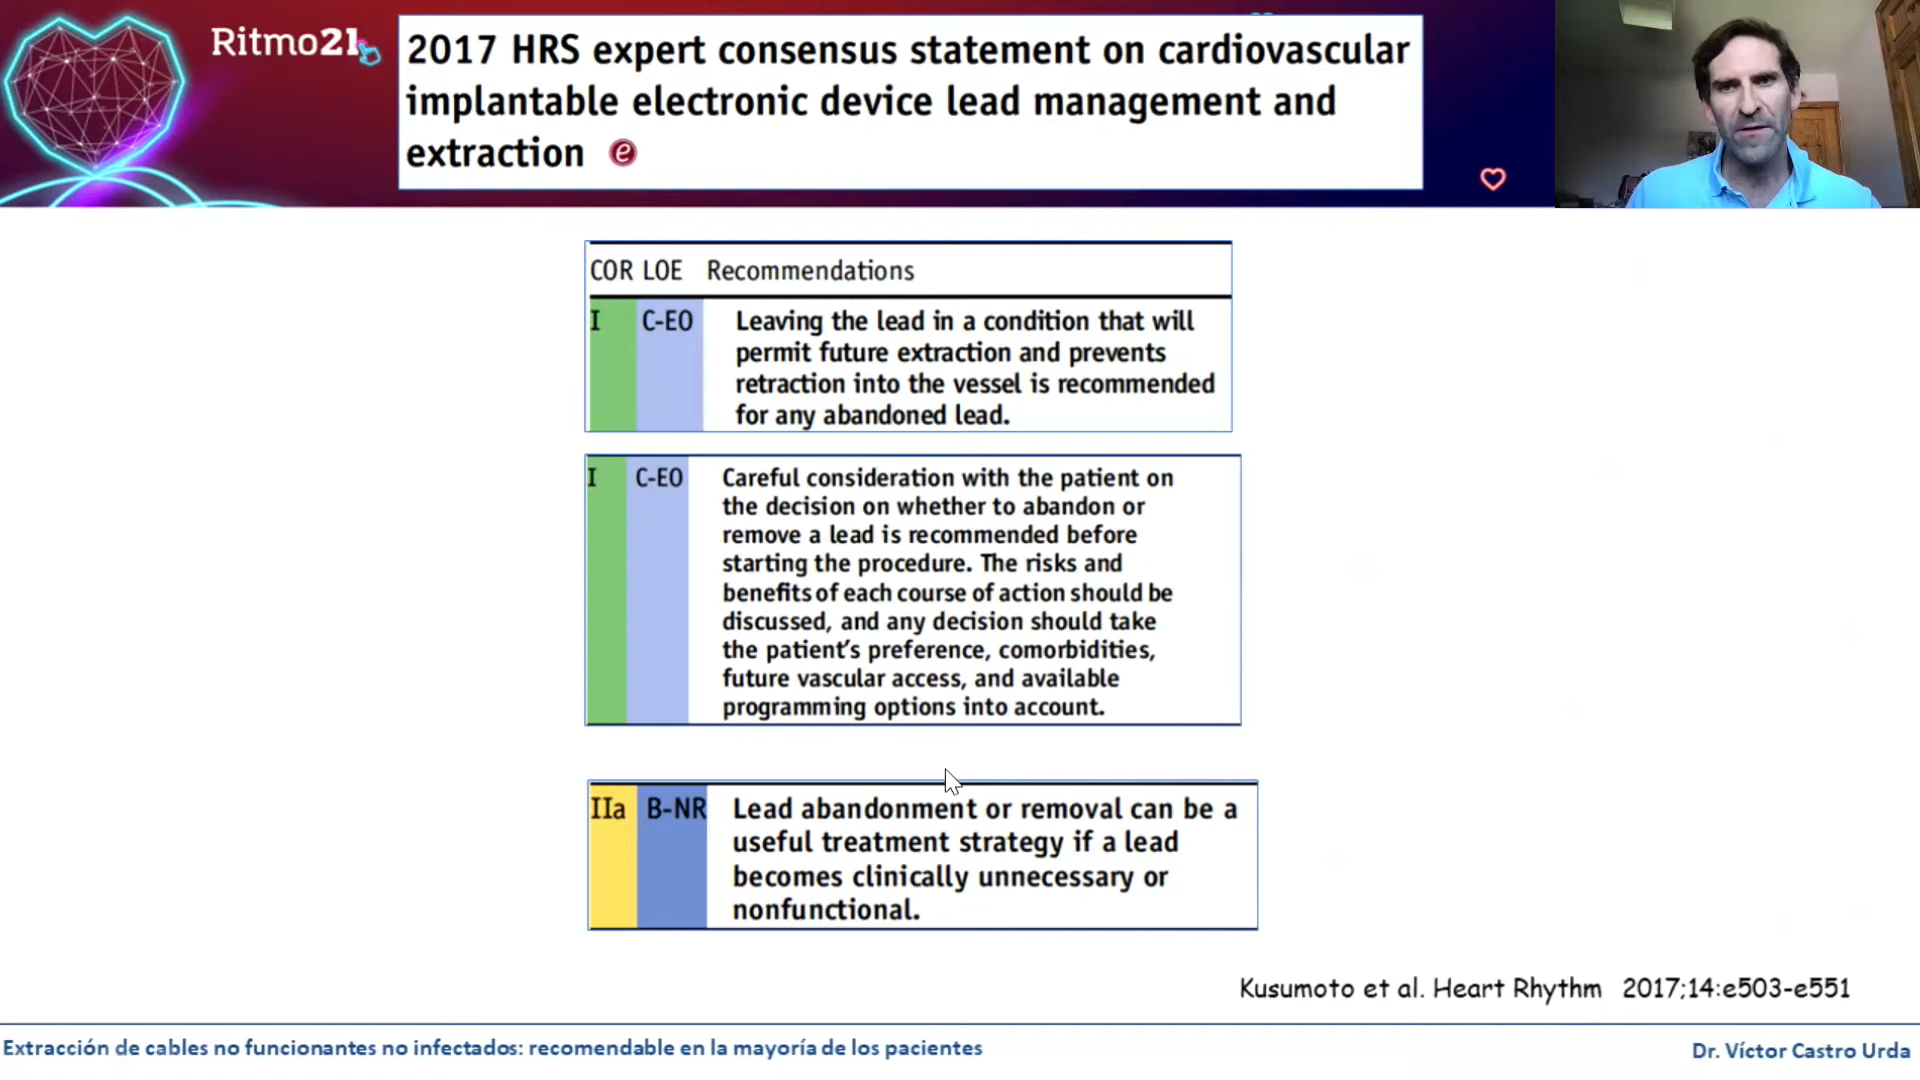 Ritmo21
2017 HRS expert consensus statement on cardiovascular
implantable electronic device lead management and
extraction e
COR LOE Recommendations
I C-EO Leaving the lead in a condition that will
permit future extraction and prevents
retraction into the vessel is recommended
for any abandoned lead.
I C-EO Careful consideration with the patient on
the decision on whether to abandon or
remove a lead is recommended before
starting the procedure. The risks and
benefits of each course of action should be
discussed, and any decision should take
the patient's preference, comorbidities,
future vascular access, and available
programming options into account.
IIa B-NR Lead abandonment or removal can be a
useful treatment strategy if a lead
becomes clinically unnecessary or
nonfunctional.
Kusumoto et al. Heart Rhythm 2017;14:e503-e551
Extracción de cables no funcionantes no infectados: recomendable en la mayoría de los pacientes
Dr. Víctor Castro Urda